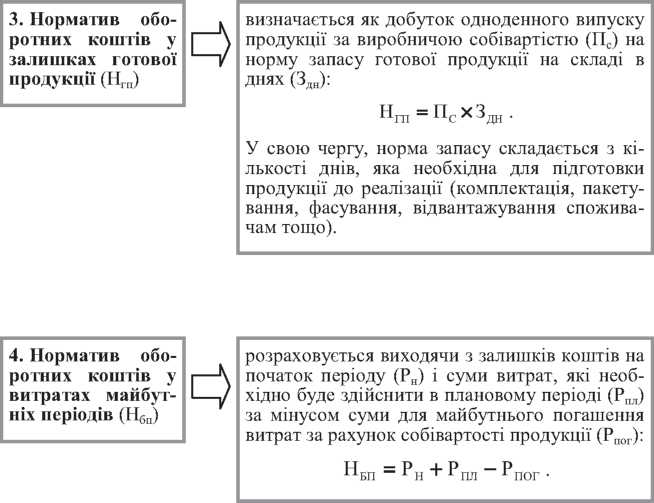 3. Норматив обо-
ротних коштів у
залишках готової
продукції (Нгп)
визначається як добуток одноденного випуску
продукції за виробничою собівартістю (Пс) на
норму запасу готової продукції на складі в
днях (Здн):
НГП = ПС × ЗДН .
У свою чергу, норма запасу складається з кі-
лькості днів, яка необхідна для підготовки
продукції до реалізації (комплектація, пакету-
вання, фасування, відвантажування спожива-
чам тощо).
4. Норматив обо-
ротних коштів у
витратах майбут-
ніх періодів (Нбп)
розраховується виходячи з залишків коштів на
початок періоду (Рн) і суми витрат, які необ-
хідно буде здійснити в плановому періоді (Рпл)
за мінусом суми для майбутнього погашення
витрат за рахунок собівартості продукції (Рпог):
НБП = РН + РПЛ − РПОГ .